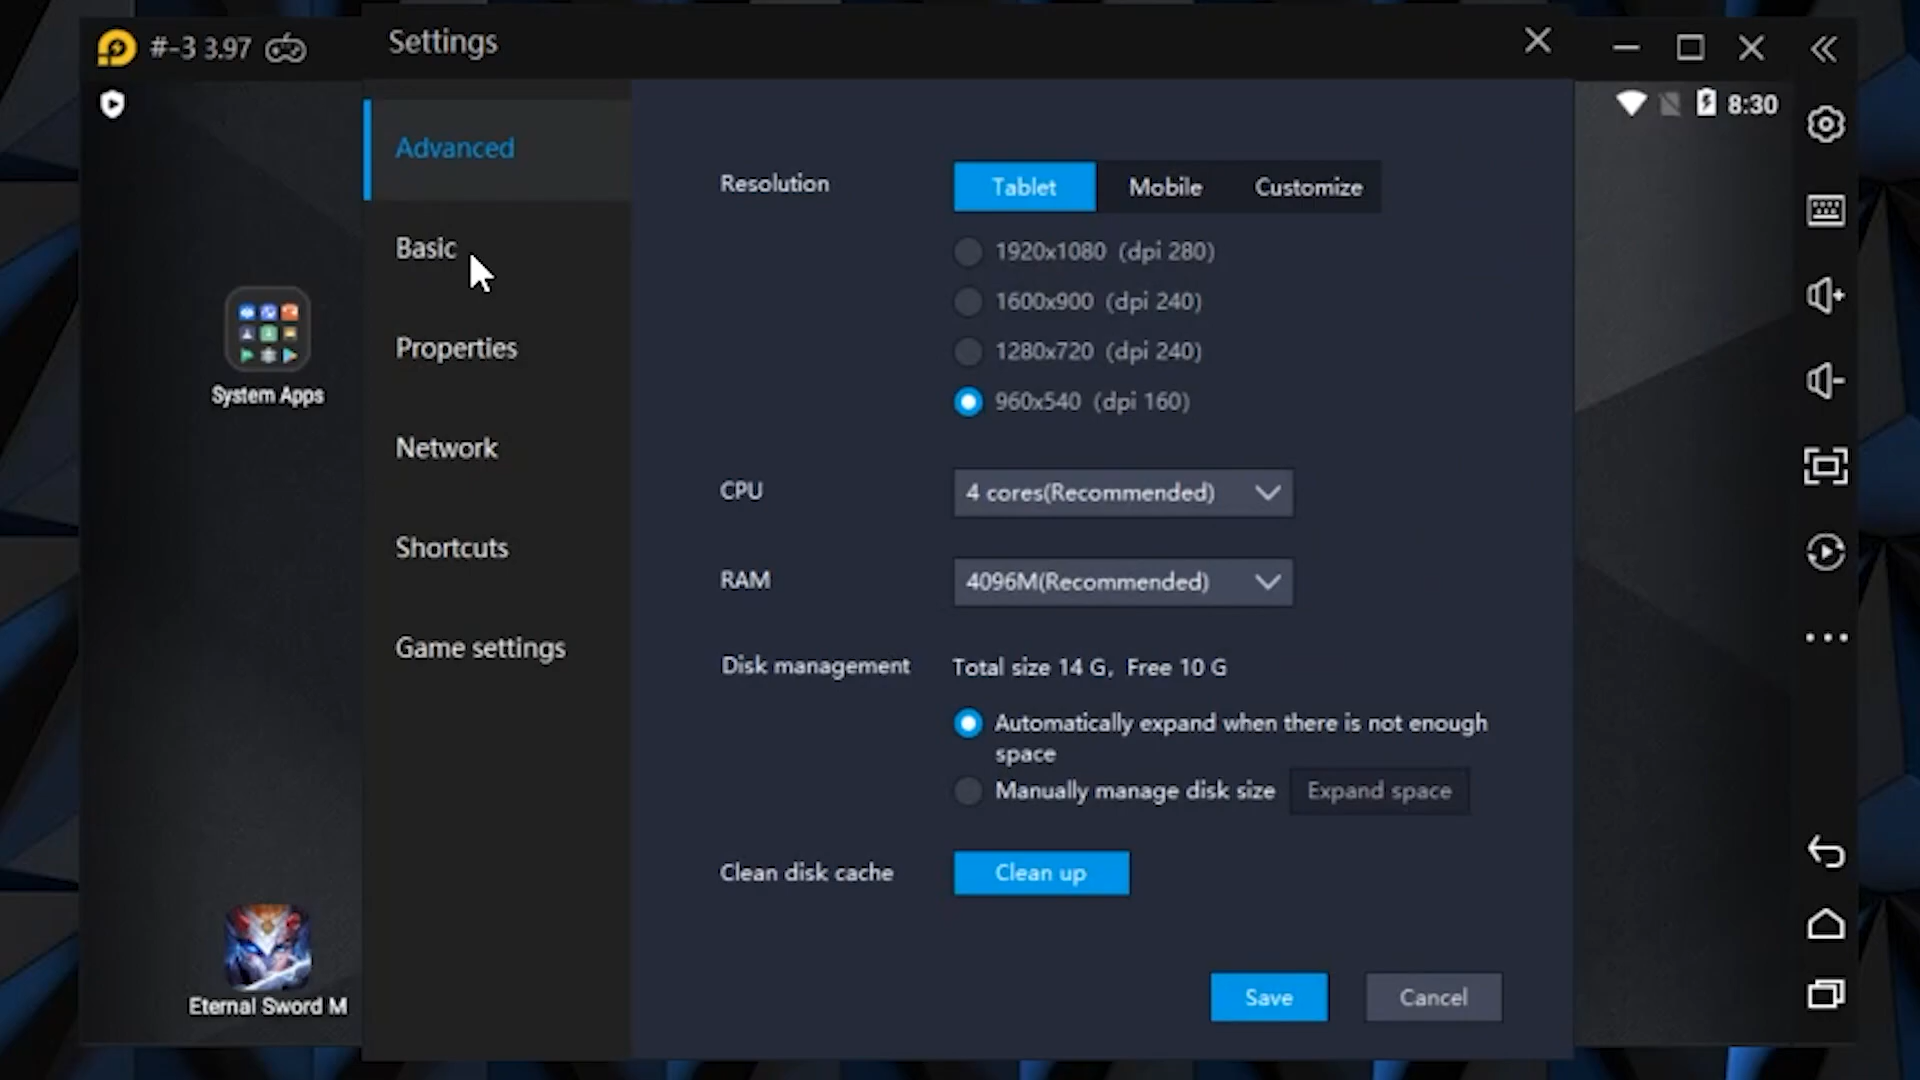 #-3 3.97
Settings
8:30
Advanced
Basic
Properties
Network
Shortcuts
Game settings
System Apps
Eternal Sword M
Resolution
Tablet
Mobile
Customize
1920x1080 (dpi 280)
1600x900 (dpi 240)
1280x720 (dpi 240)
960x540 (dpi 160)
CPU
4 cores(Recommended)
RAM
4096M(Recommended)
Disk management
Total size 14 G, Free 10 G
Automatically expand when there is not enough
space
Manually manage disk size
Expand space
Clean disk cache
Clean up
Save
Cancel